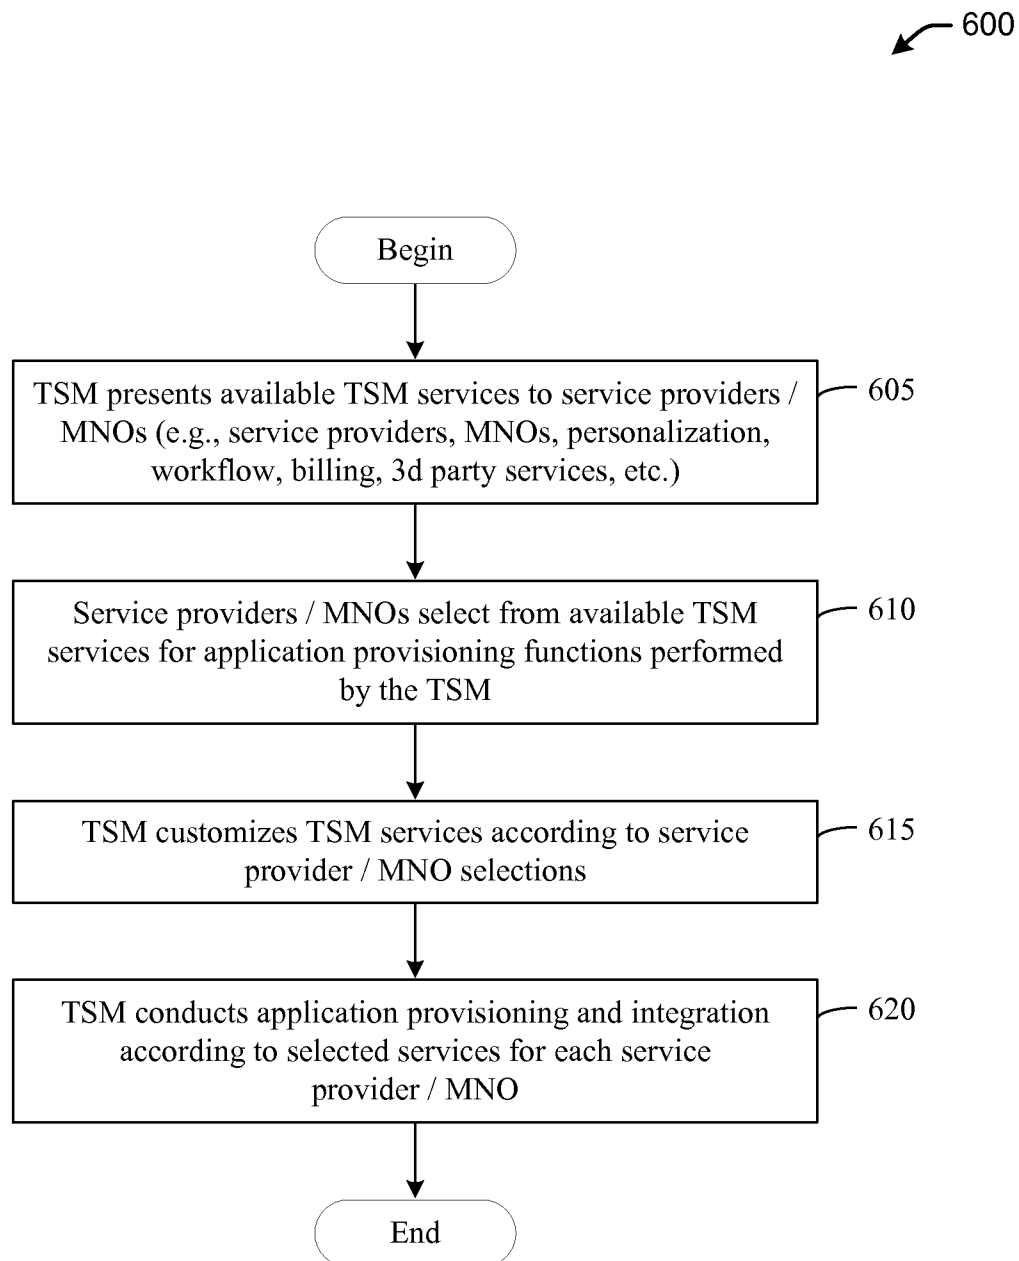 600
Begin
TSM presents available TSM services to service providers /
MNOs (e.g., service providers, MNOs, personalization,
workflow, billing, 3d party services, etc.)
605
Service providers / MNOs select from available TSM
services for application provisioning functions performed
by the TSM
610
TSM customizes TSM services according to service
provider / MNO selections
615
TSM conducts application provisioning and integration
according to selected services for each service
provider / MNO
620
End